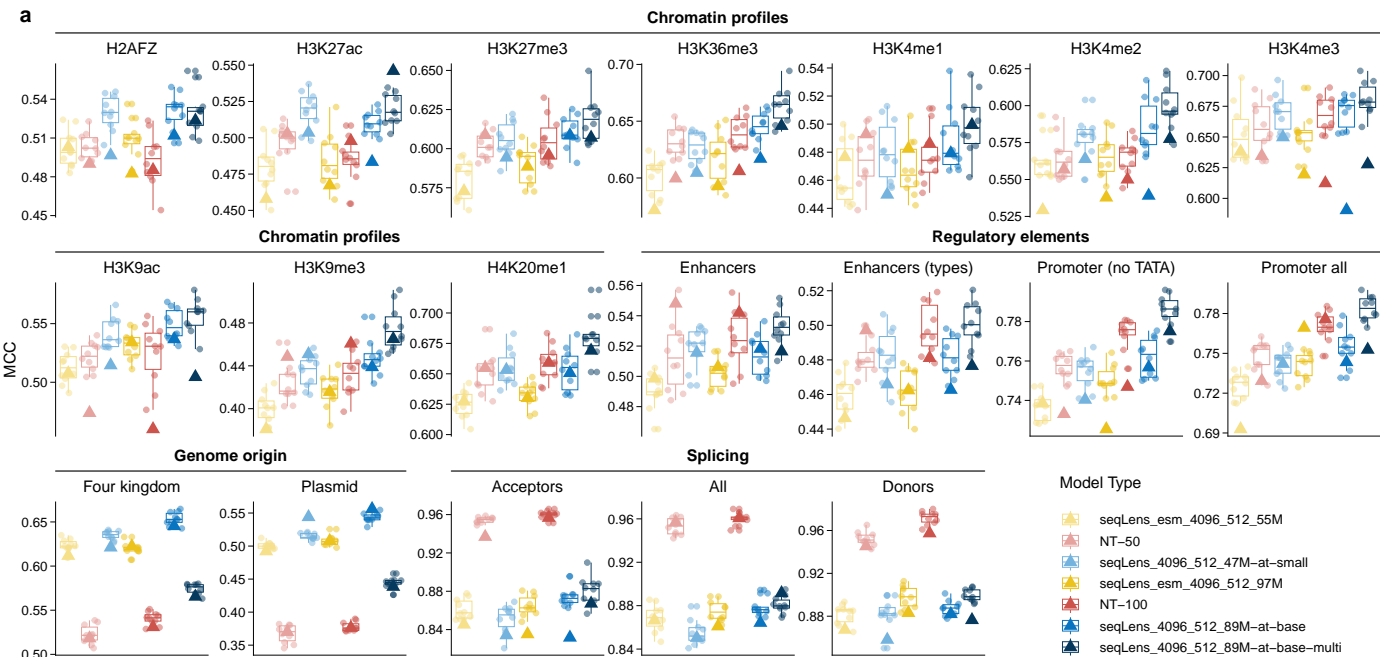 a
Chromatin profiles
H2AFZ H3K27ac H3K27me3 H3K36me3 H3K4me1 H3K4me2 H3K4me3
0.54 0.51 0.48 0.45
0.550 0.525 0.500 0.475 0.450
0.650 0.625 0.600 0.575
0.70 0.65 0.60
0.54 0.52 0.50 0.48 0.46 0.44
0.625 0.600 0.575 0.550 0.525
0.700 0.675 0.650 0.625 0.600
Chromatin profiles Regulatory elements
H3K9ac H3K9me3 H4K20me1 Enhancers Enhancers (types) Promoter (no TATA) Promoter all
MCC
0.55 0.50
0.48 0.44 0.40
0.700 0.675 0.650 0.625 0.600
0.56 0.54 0.52 0.50 0.48
0.52 0.50 0.48 0.46 0.44
0.78 0.76 0.74
0.78 0.75 0.72 0.69
Genome origin Splicing
Four kingdom Plasmid Acceptors All Donors
0.65 0.60 0.55 0.50
0.55 0.50 0.45 0.40 0.35
0.96 0.92 0.88 0.84
0.96 0.92 0.88 0.84
0.96 0.92 0.88
Model Type
seqLens_esm_4096_512_55M
NT−50
seqLens_4096_512_47M−at−small
seqLens_esm_4096_512_97M
NT−100
seqLens_4096_512_89M−at−base
seqLens_4096_512_89M−at−base−multi